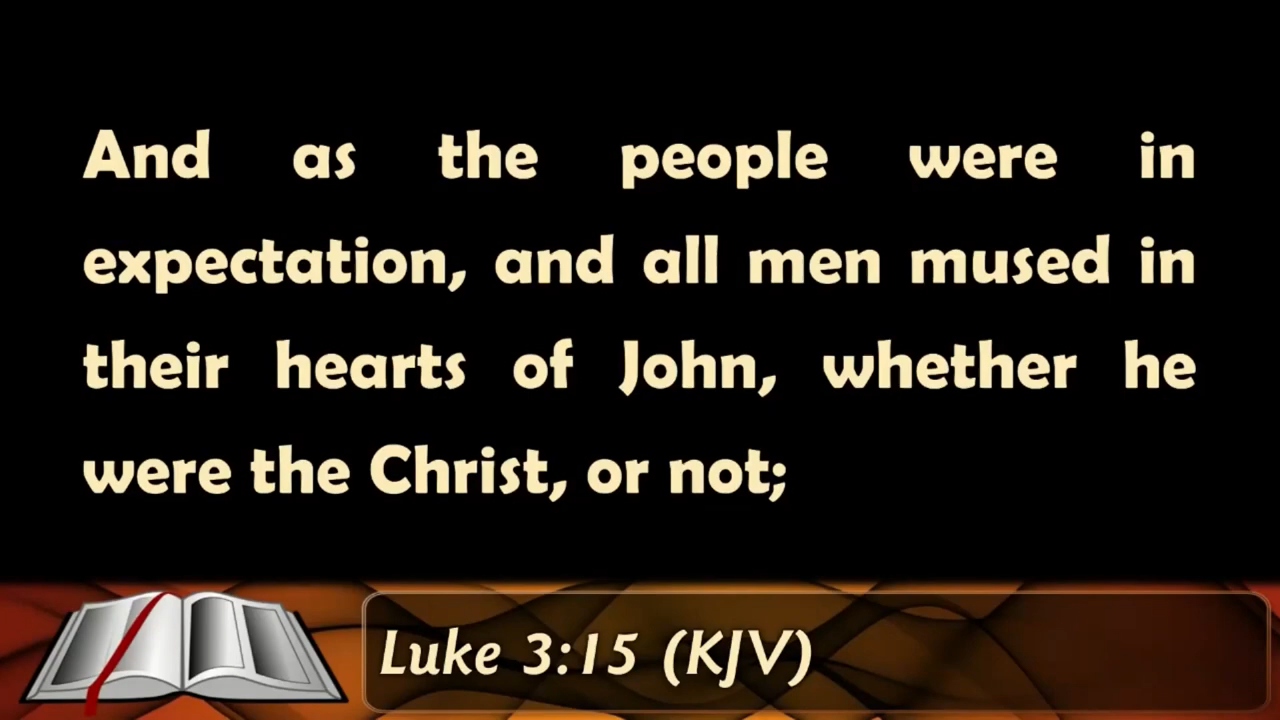 And as the people were in
expectation, and all men mused in
their hearts of John, whether he
were the Christ, or not;
Luke 3:15 (KJV)